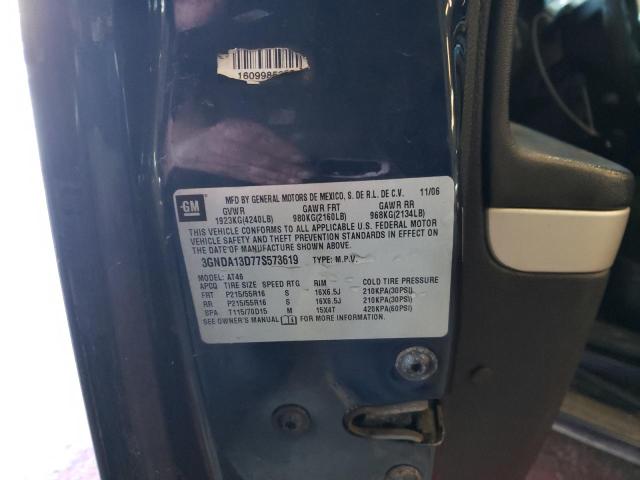 GM
MFD BY GENERAL MOTORS DE MEXICO, S. DE R.L. DE C.V. 11/06
GVWR GAWR FRT GAWR RR
1923KG(4240LB) 980KG(2160LB) 968KG(2134LB)
THIS VEHICLE CONFORMS TO ALL APPLICABLE U.S. FEDERAL MOTOR
VEHICLE SAFETY, BUMPER, AND THEFT PREVENTION STANDARDS IN EFFECT ON
THE DATE OF MANUFACTURE SHOWN ABOVE.
3GNDA13D77S573619 TYPE: M.P.V.
MODEL: AT46
APCQ TIRE SIZE SPEED RTG RIM COLD TIRE PRESSURE
FRT P215/55R16 S 16X6.5J 210KPA(30PSI)
RR P215/55R16 S 16X6.5J 210KPA(30PSI)
SPA T115/70D15 M 15X4T 420KPA(60PSI)
SEE OWNER'S MANUAL FOR MORE INFORMATION.